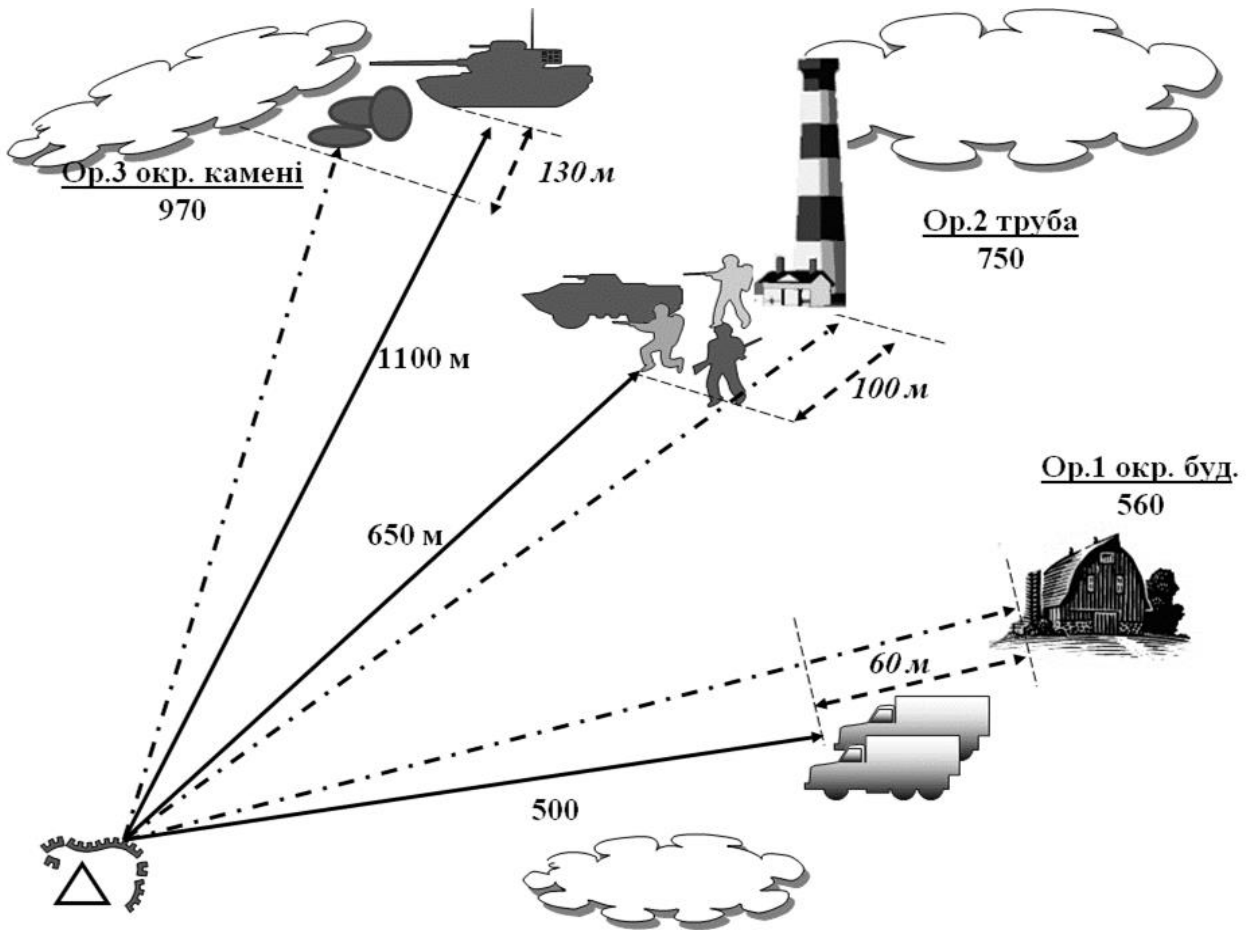 130 м
Ор.3 окр. камені
970
Ор.2 труба
750
1100 м
100 м
Ор.1 окр. буд.
560
650 м
60 м
500